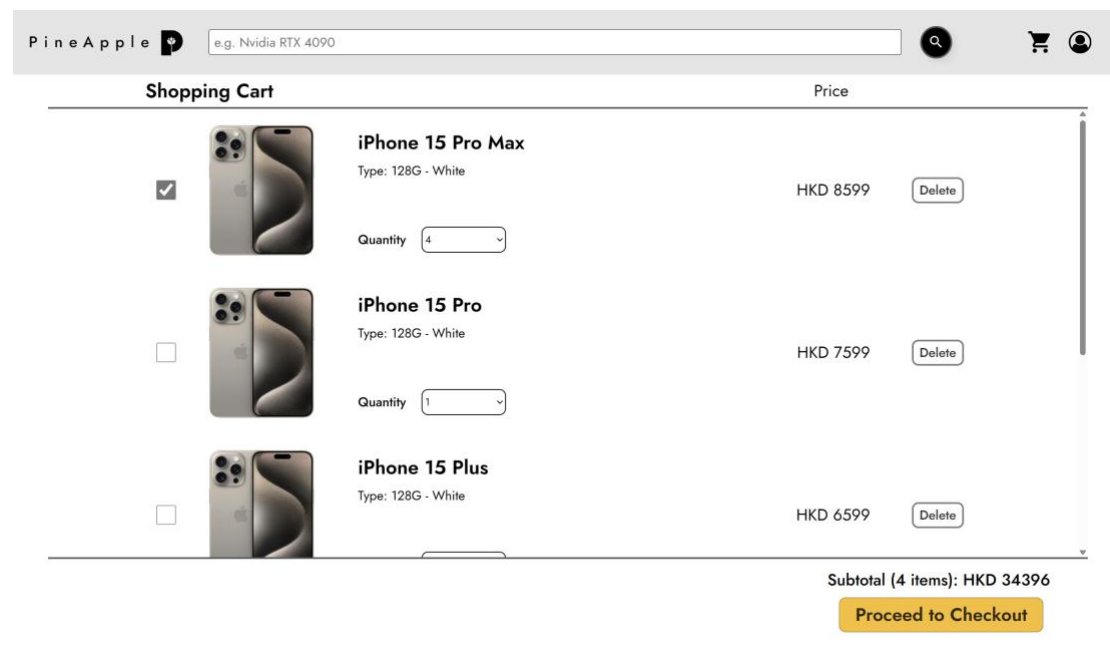 PineApple
e.g. Nvidia RTX 4090
Shopping Cart Price
iPhone 15 Pro Max
Type: 128G - White
HKD 8599 Delete
Quantity 4
iPhone 15 Pro
Type: 128G - White
HKD 7599 Delete
Quantity 1
iPhone 15 Plus
Type: 128G - White
HKD 6599 Delete
Subtotal (4 items): HKD 34396
Proceed to Checkout